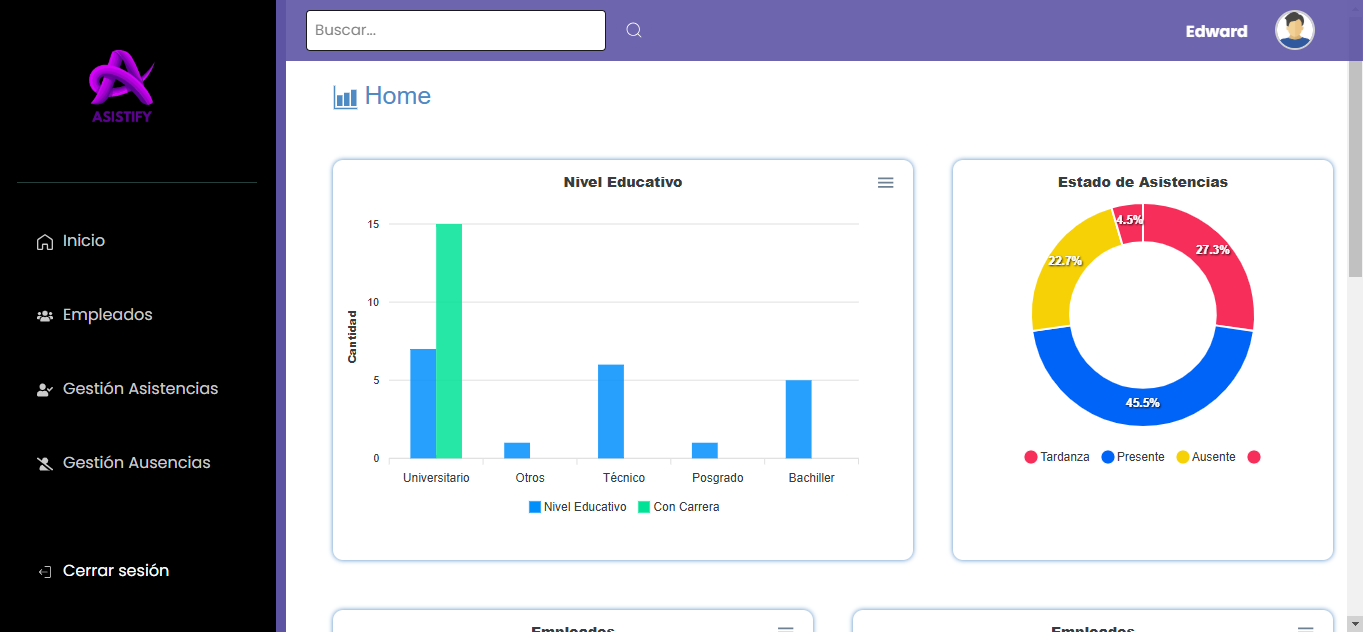 Buscar...
Edward
ASISTIFY
Home
Inicio
Empleados
Gestión Asistencias
Gestión Ausencias
Cerrar sesión
Nivel Educativo
Cantidad
15
10
5
0
Universitario Otros Técnico Posgrado Bachiller
Nivel Educativo Con Carrera
Estado de Asistencias
4.5%
27.3%
22.7%
45.5%
Tardanza Presente Ausente
Empleados
Empleados